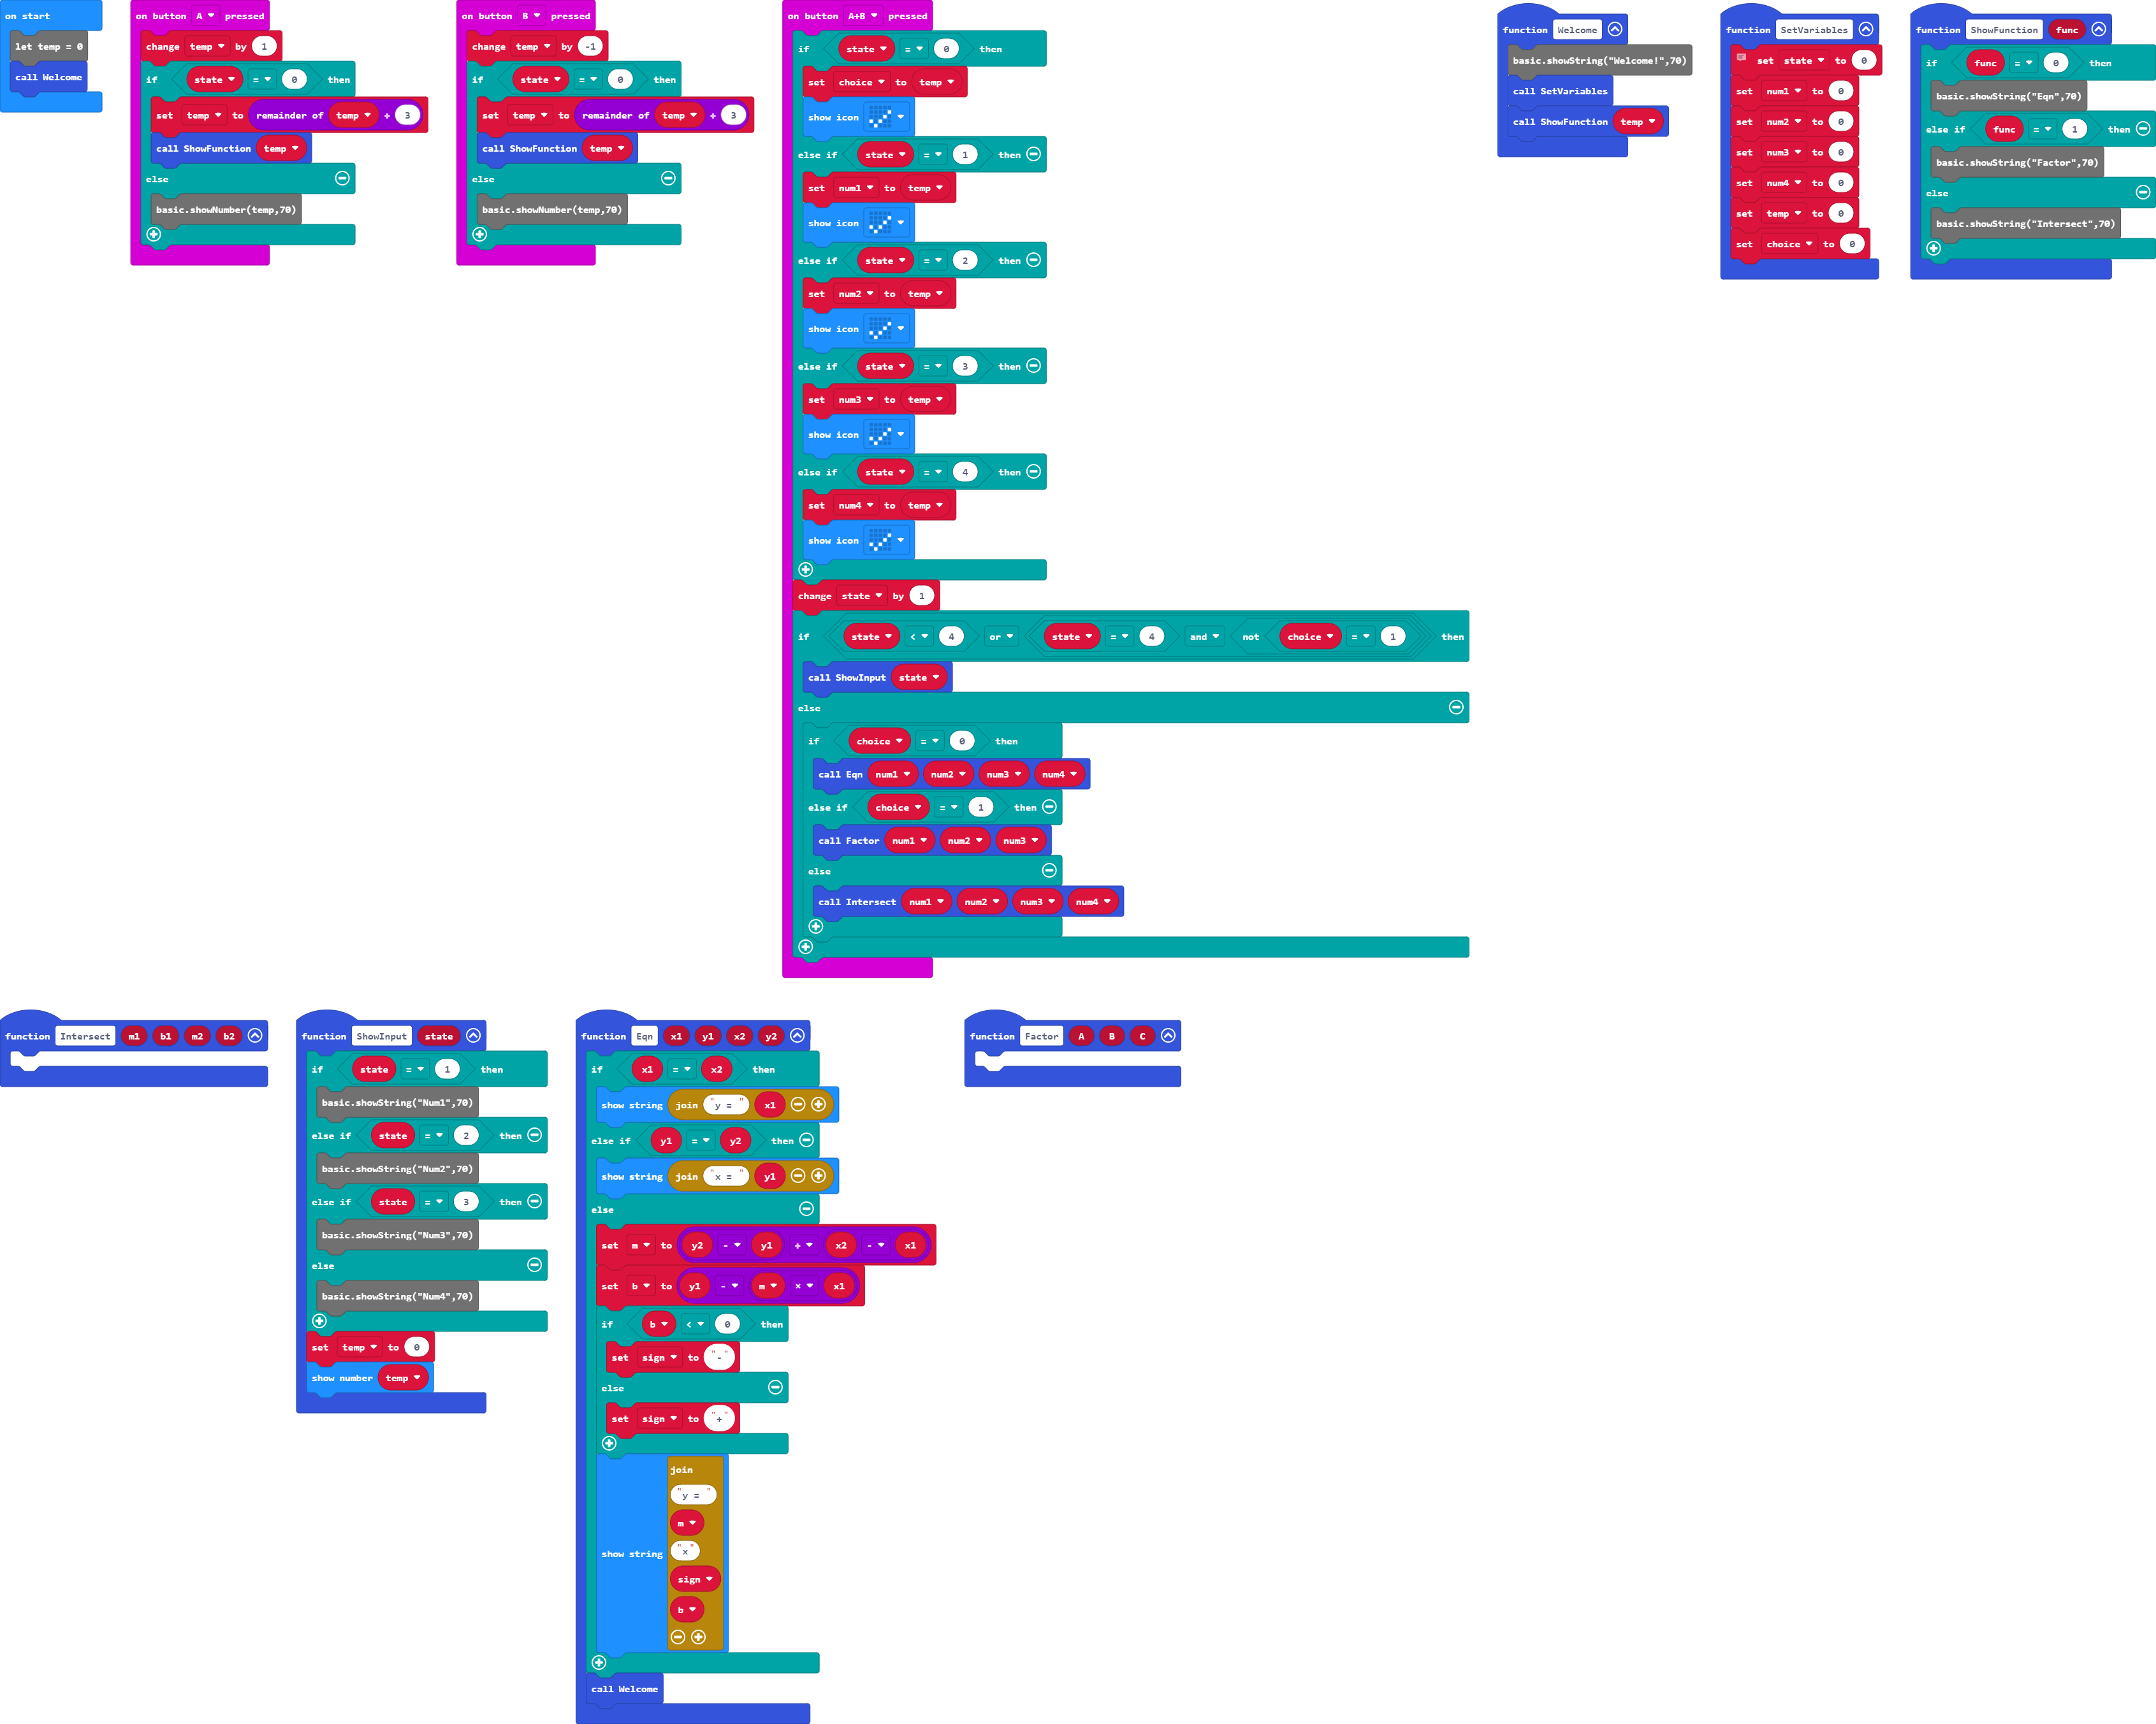 on start
let temp = 0
call Welcome
on button A pressed
change temp by 1
if state = 0 then
set temp to remainder of temp ÷ 3
call ShowFunction temp
else
basic.showNumber(temp,70)
on button B pressed
change temp by -1
if state = 0 then
set temp to remainder of temp ÷ 3
call ShowFunction temp
else
basic.showNumber(temp,70)
on button A+B pressed
if state = 0 then
set choice to temp
show icon
else if state = 1 then
set num1 to temp
show icon
else if state = 2 then
set num2 to temp
show icon
else if state = 3 then
set num3 to temp
show icon
else if state = 4 then
set num4 to temp
show icon
change state by 1
if state < 4 or state = 4 and not choice = 1 then
call ShowInput state
else
if choice = 0 then
call Eqn num1 num2 num3 num4
else if choice = 1 then
call Factor num1 num2 num3
else
call Intersect num1 num2 num3 num4
function Welcome
basic.showString("Welcome!",70)
call SetVariables
call ShowFunction temp
function SetVariables
set state to 0
set num1 to 0
set num2 to 0
set num3 to 0
set num4 to 0
set temp to 0
set choice to 0
function ShowFunction func
if func = 0 then
basic.showString("Eqn",70)
else if func = 1 then
basic.showString("Factor",70)
else
basic.showString("Intersect",70)
function Intersect m1 b1 m2 b2
function ShowInput state
if state = 1 then
basic.showString("Num1",70)
else if state = 2 then
basic.showString("Num2",70)
else if state = 3 then
basic.showString("Num3",70)
else
basic.showString("Num4",70)
set temp to 0
show number temp
function Eqn x1 y1 x2 y2
if x1 = x2 then
show string join "y = " x1
else if y1 = y2 then
show string join "x = " y1
else
set m to y2 - y1 ÷ x2 - x1
set b to y1 - m × x1
if b < 0 then
set sign to "-"
else
set sign to "+"
join
"y = "
m
"x"
show string
sign
b
call Welcome
function Factor A B C